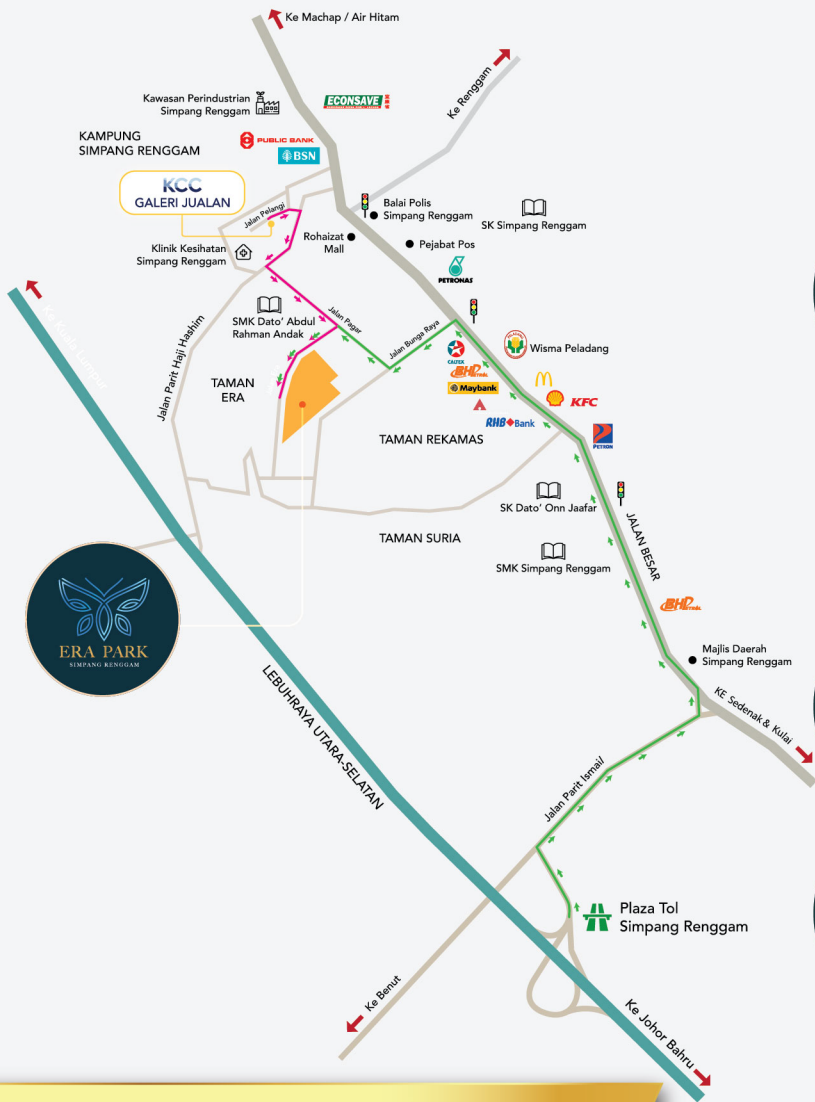 Ke Machap / Air Hitam
Ke Renggam
Kawasan Perindustrian
Simpang Renggam
ECONSAVE
KAMPUNG
SIMPANG RENGGAM
PUBLIC BANK
BSN
KCC
GALERI JUALAN
Jalan Pelangi
Balai Polis
Simpang Renggam
SK Simpang Renggam
Rohaizat
Mall
Pejabat Pos
Klinik Kesihatan
Simpang Renggam
PETRONAS
Ke Kuala Lumpur
Jalan Parit Haji Hashim
SMK Dato' Abdul
Rahman Andak
Jalan Pagar
Jalan Bunga Raya
CALTEX
Wisma Peladang
BHPetrol
Maybank
TAMAN
ERA
RHB Bank
KFC
PETRON
TAMAN REKAMAS
SK Dato' Onn Jaafar
JALAN BESAR
TAMAN SURIA
SMK Simpang Renggam
BHPetrol
ERA PARK
SIMPANG RENGGAM
Majlis Daerah
Simpang Renggam
LEBUHRAYA UTARA-SELATAN
KE Sedenak & Kulai
Jalan Parit Ismail
Plaza Tol
Simpang Renggam
Ke Benut
Ke Johor Bahru